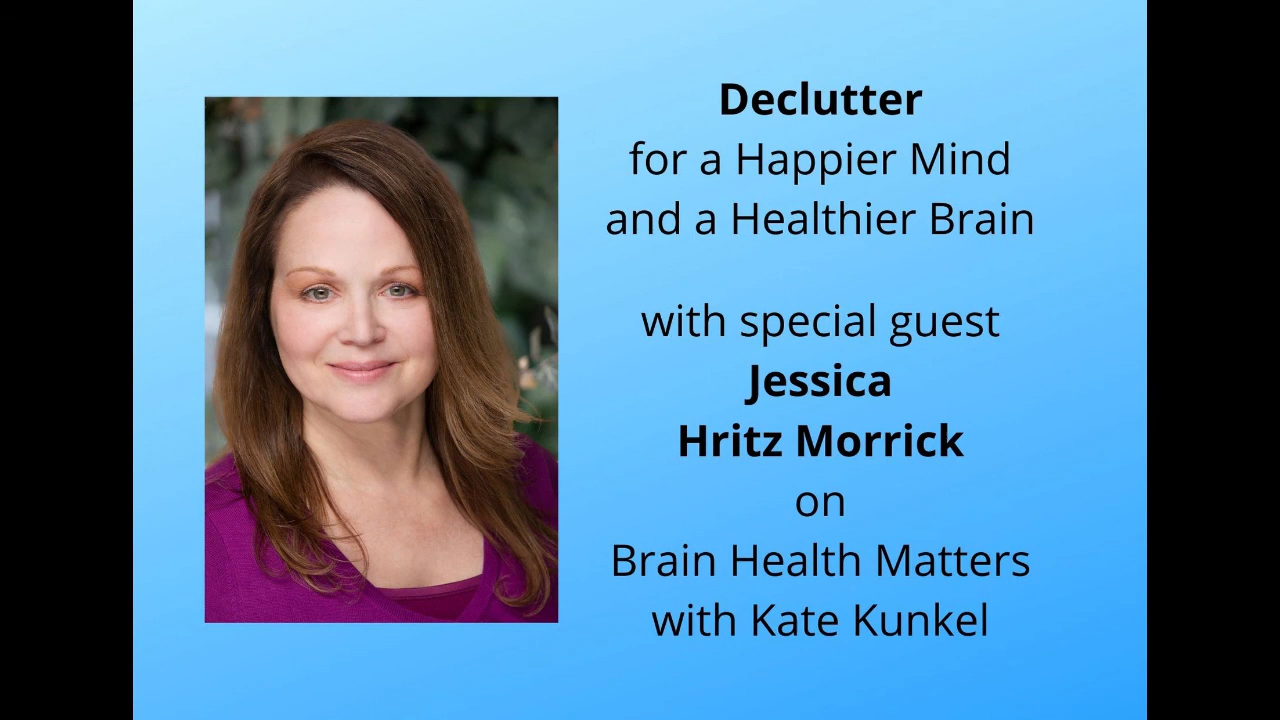 Declutter
for a Happier Mind
and a Healthier Brain
with special guest
Jessica
Hritz Morrick
on
Brain Health Matters
with Kate Kunkel